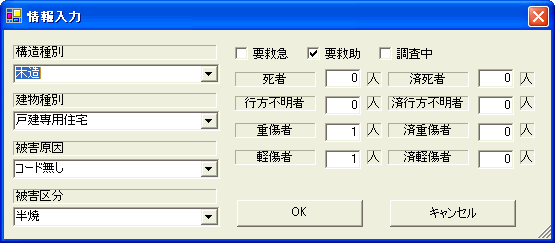 情報入力
構造種別
木造
建物種別
戸建専用住宅
被害原因
コード無し
被害区分
半焼
要救急 要救助 調査中
死者 0 人 済死者 0 人
行方不明者 0 人 済行方不明者 0 人
重傷者 1 人 済重傷者 0 人
軽傷者 1 人 済軽傷者 0 人
OK キャンセル